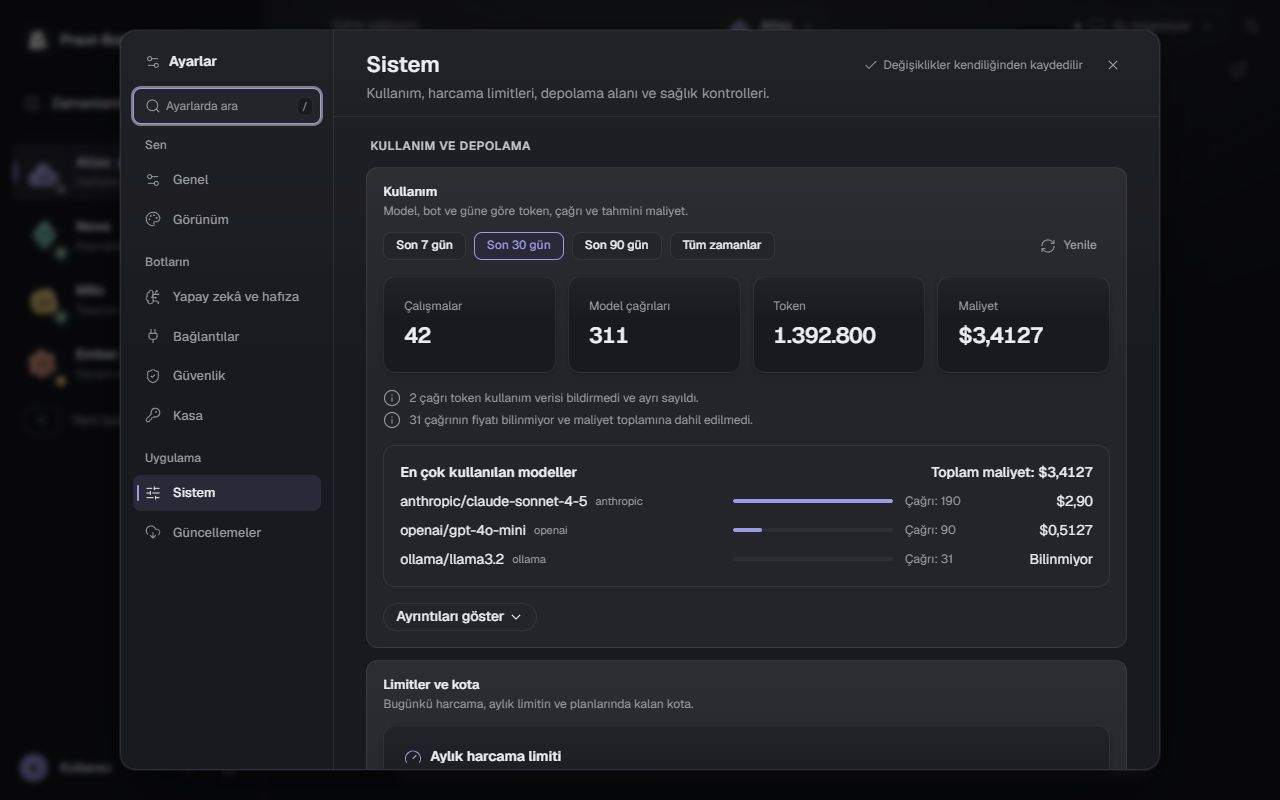 Ayarlar
Ayarlarda ara /
Sen
Genel
Görünüm
Botların
Yapay zekâ ve hafıza
Bağlantılar
Güvenlik
Kasa
Uygulama
Sistem
Güncellemeler
Sistem
Değişiklikler kendiliğinden kaydedilir
Kullanım, harcama limitleri, depolama alanı ve sağlık kontrolleri.
KULLANIM VE DEPOLAMA
Kullanım
Model, bot ve güne göre token, çağrı ve tahmini maliyet.
Son 7 gün Son 30 gün Son 90 gün Tüm zamanlar Yenile
Çalışmalar Model çağrıları Token Maliyet
42 311 1.392.800 $3,4127
2 çağrı token kullanım verisi bildirmedi ve ayrı sayıldı.
31 çağrının fiyatı bilinmiyor ve maliyet toplamına dahil edilmedi.
En çok kullanılan modeller Toplam maliyet: $3,4127
anthropic/claude-sonnet-4-5 anthropic Çağrı: 190 $2,90
openai/gpt-4o-mini openai Çağrı: 90 $0,5127
ollama/llama3.2 ollama Çağrı: 31 Bilinmiyor
Ayrıntıları göster
Limitler ve kota
Bugünkü harcama, aylık limitin ve planlarında kalan kota.
Aylık harcama limiti